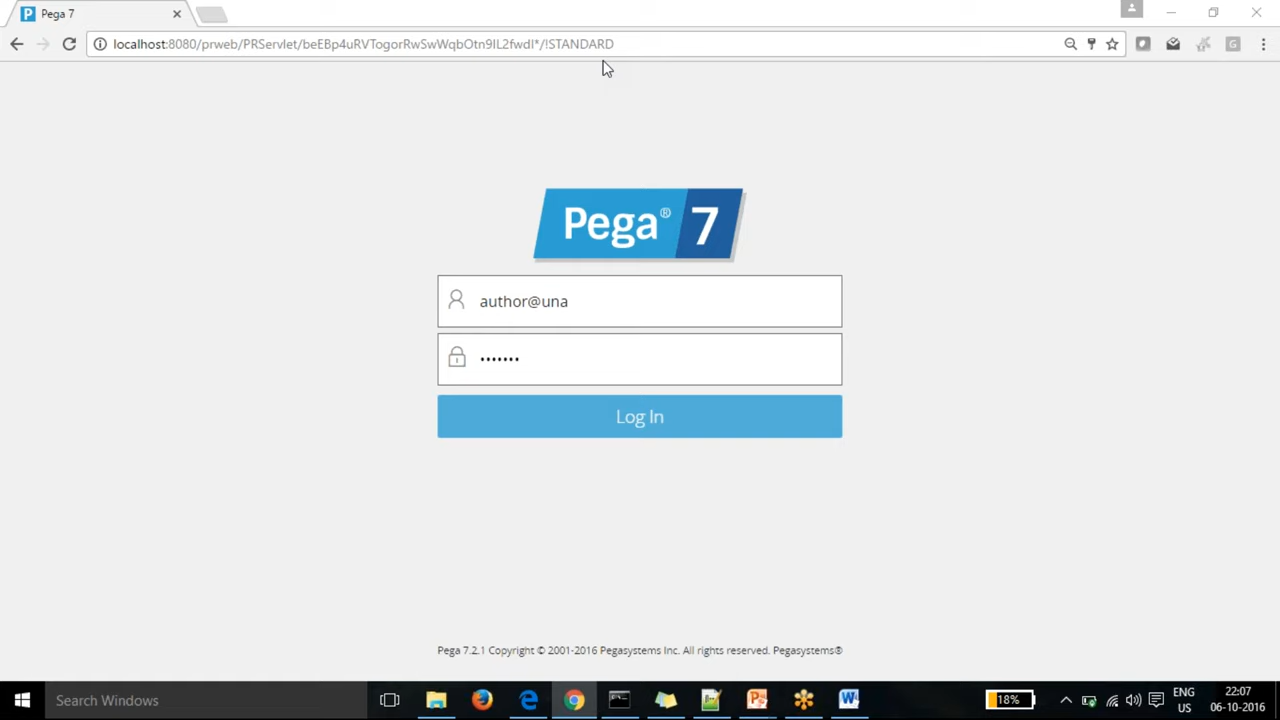 Pega 7
localhost:8080/prweb/PRServlet/beEBp4uRVTogorRwSwWqbOtn9IL2fwdI*/!STANDARD
Pega® 7
author@una
•••••••
Log In
Pega 7.2.1 Copyright © 2001-2016 Pegasystems Inc. All rights reserved. Pegasystems®
Search Windows
18%
ENG
US
22:07
06-10-2016